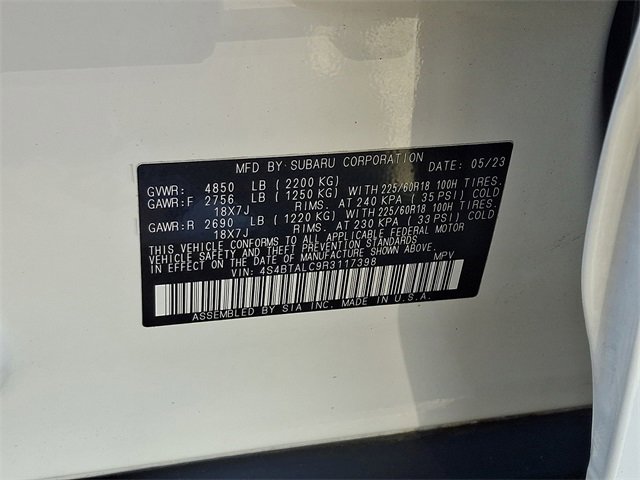 MFD BY SUBARU CORPORATION DATE: 05/23
GVWR: 4850 LB (2200 KG)
GAWR:F 2756 LB (1250 KG) WITH 225/60R18 100H TIRES.
18X7J RIMS. AT 240 KPA (35 PSI) COLD
GAWR:R 2690 LB (1220 KG) WITH 225/60R18 100H TIRES.
18X7J RIMS. AT 230 KPA (33 PSI) COLD
THIS VEHICLE CONFORMS TO ALL APPLICABLE FEDERAL MOTOR
VEHICLE SAFETY BUMPER AND THEFT PREVENTION STANDARDS
IN EFFECT ON THE DATE OF MANUFACTURE SHOWN ABOVE.
VIN: 4S4BTALC9R3117398 MPV
ASSEMBLED BY SIA INC. MADE IN U.S.A.